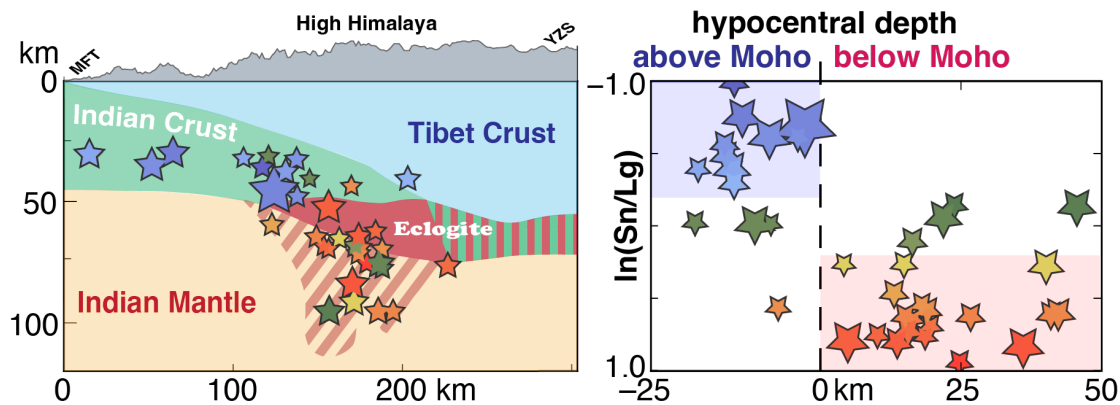 High Himalaya
km
MFT
YZS
0
50
100
Indian Crust
Tibet Crust
Eclogite
Indian Mantle
0
100
200 km
hypocentral depth
above Moho
below Moho
−1.0
ln(Sn/Lg)
1.0
−25
0 km
25
50